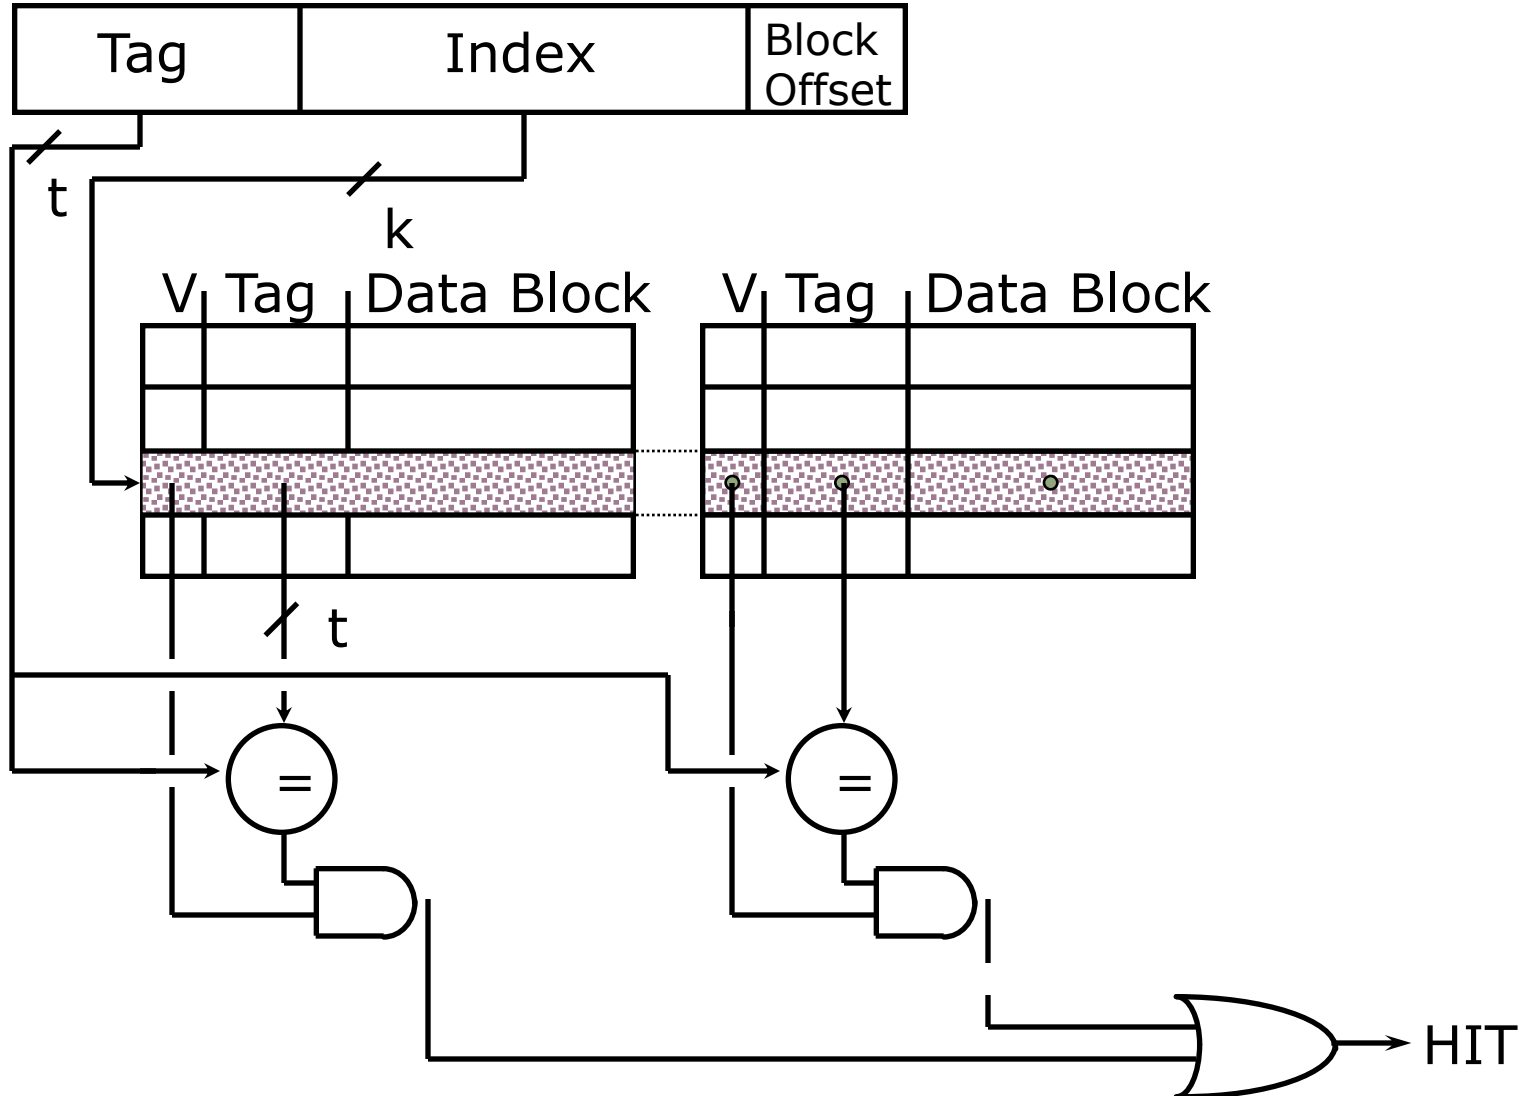 Tag Index Block
Offset
t
k
V Tag Data Block V Tag Data Block
t
= =
HIT